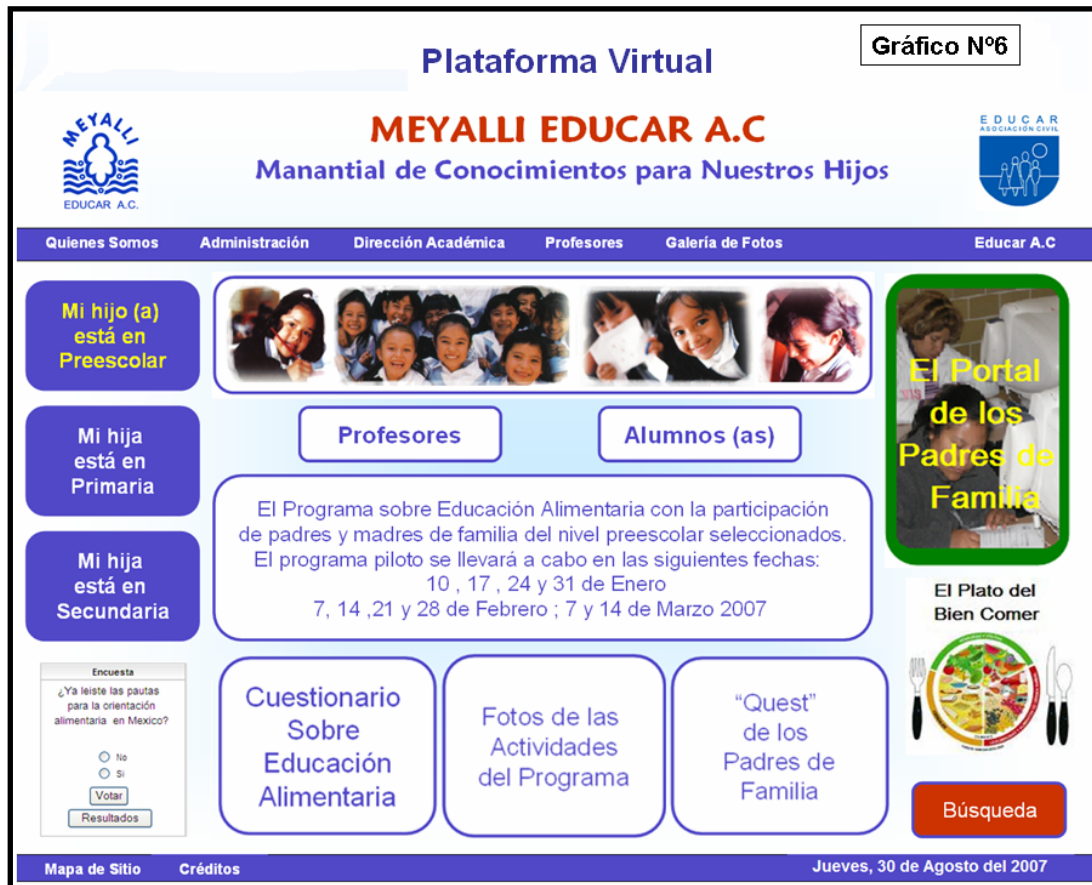 Plataforma Virtual
Gráfico Nº6
MEYALLI
EDUCAR A.C.
MEYALLI EDUCAR A.C
Manantial de Conocimientos para Nuestros Hijos
EDUCAR
ASOCIACIÓN CIVIL
Quienes Somos
Administración
Dirección Académica
Profesores
Galería de Fotos
Educar A.C
Mi hijo (a)
está en
Preescolar
Mi hija
está en
Primaria
Mi hija
está en
Secundaria
Profesores
Alumnos (as)
El Programa sobre Educación Alimentaria con la participación
de padres y madres de familia del nivel preescolar seleccionados.
El programa piloto se llevará a cabo en las siguientes fechas:
10 , 17 , 24 y 31 de Enero
7, 14 ,21 y 28 de Febrero ; 7 y 14 de Marzo 2007
El Portal
de los
Padres de
Familia
El Plato del
Bien Comer
Encuesta
¿Ya leiste las pautas
para la orientación
alimentaria en Mexico?
No
Si
Votar
Resultados
Cuestionario
Sobre
Educación
Alimentaria
Fotos de las
Actividades
del Programa
“Quest”
de los
Padres de
Familia
Búsqueda
Mapa de Sitio
Créditos
Jueves, 30 de Agosto del 2007